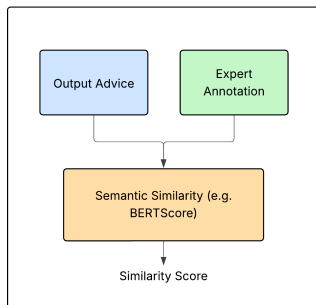 Output Advice
Expert
Annotation
Semantic Similarity (e.g.
BERTScore)
Similarity Score